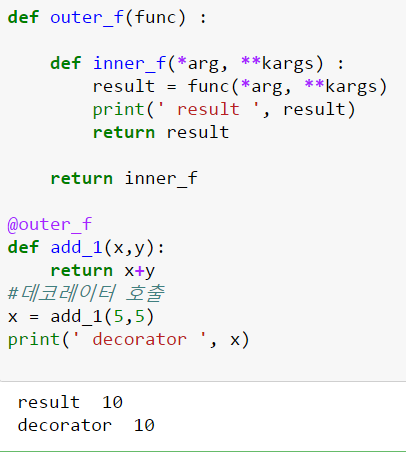 def outer_f(func) :
def inner_f(*arg, **kargs) :
result = func(*arg, **kargs)
print(' result ', result)
return result
return inner_f
@outer_f
def add_1(x,y):
return x+y
#데코레이터 호출
x = add_1(5,5)
print(' decorator ', x)
result  10
decorator  10